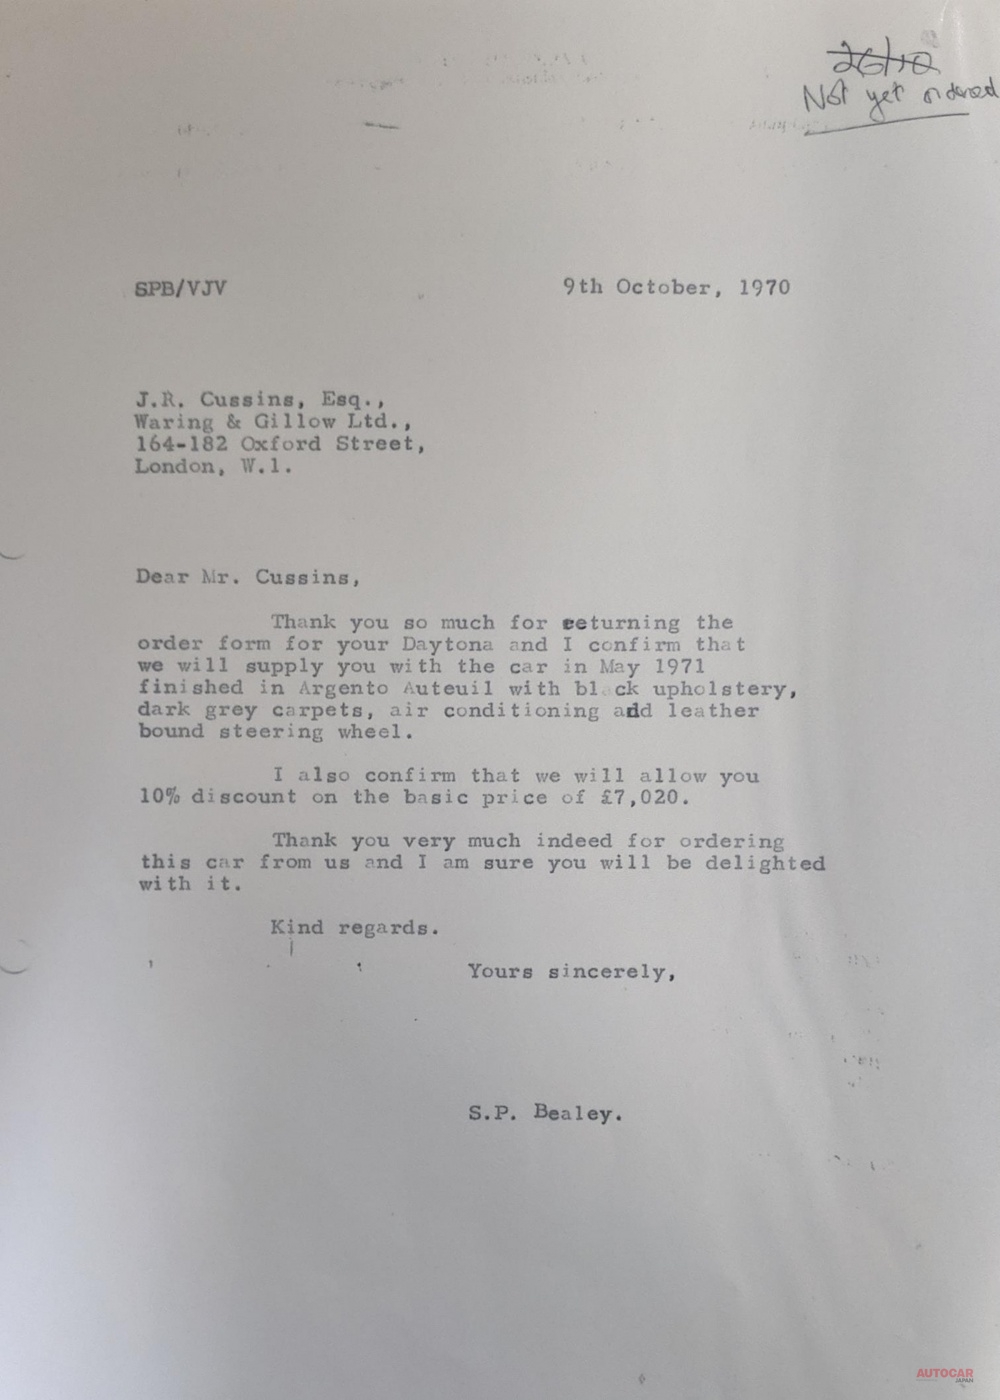 26/10
Not yet ordered
SPB/VJV
9th October, 1970
J.R. Cussins, Esq.,
Waring & Gillow Ltd.,
164-182 Oxford Street,
London, W.1.
Dear Mr. Cussins,
Thank you so much for returning the
order form for your Daytona and I confirm that
we will supply you with the car in May 1971
finished in Argento Auteuil with black upholstery,
dark grey carpets, air conditioning add leather
bound steering wheel.
I also confirm that we will allow you
10% discount on the basic price of £7,020.
Thank you very much indeed for ordering
this car from us and I am sure you will be delighted
with it.
Kind regards.
Yours sincerely,
S.P. Bealey.
AUTOCAR
JAPAN